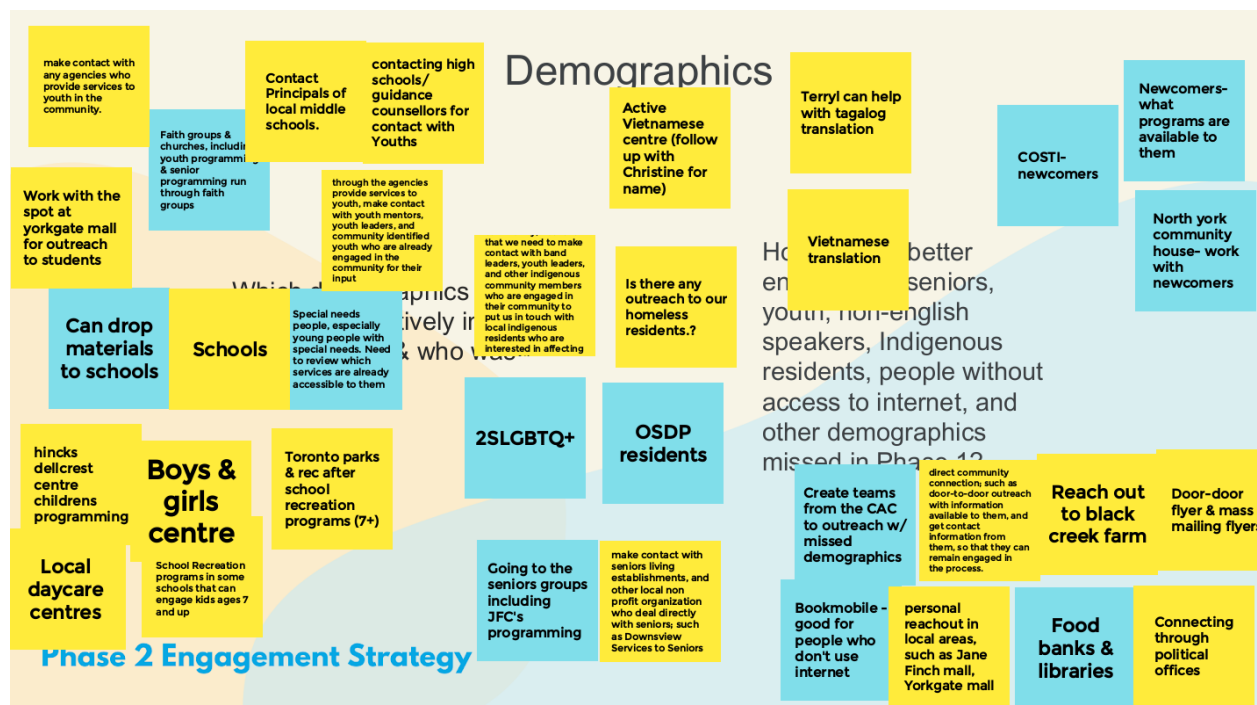 Demographics
make contact with
any agencies who
provide services to
youth in the
community.
Faith groups &
churches, including
youth programming
& senior
programming run
through faith
groups
Contact
Principals of
local middle
schools.
contacting high
schools/
guidance
counsellors for
contact with
Youths
Work with the
spot at
yorkgate mall
for outreach
to students
through the agencies
provide services to
youth, make contact
with youth mentors,
youth leaders, and
community identified
youth who are already
engaged in the
community for their
input
Active
Vietnamese
centre (follow
up with
Christine for
name)
Terryl can help
with tagalog
translation
COSTI-
newcomers
Newcomers-
what
programs are
available to
them
North york
community
house- work
with
newcomers
Vietnamese
translation
that we need to make
contact with band
leaders, youth leaders,
and other indigenous
community members
who are engaged in
their community to
put us in touch with
local indigenous
residents who are
interested in affecting
Is there any
outreach to our
homeless
residents.?
better
seniors,
youth, non-english
speakers, Indigenous
residents, people without
access to internet, and
other demographics
missed in Phase 1?
Which
& who
Can drop
materials
to schools
Schools
Special needs
people, especially
young people with
special needs. Need
to review which
services are already
accessible to them
2SLGBTQ+
OSDP
residents
hincks
dellcrest
centre
childrens
programming
Boys &
girls
centre
Toronto parks
& rec after
school
recreation
programs (7+)
Local
daycare
centres
School Recreation
programs in some
schools that can
engage kids ages 7
and up
Going to the
seniors groups
including
JFC's
programming
make contact with
seniors living
establishments, and
other local non
profit organization
who deal directly
with seniors; such
as Downsview
Services to Seniors
Create teams
from the CAC
to outreach w/
missed
demographics
direct community
connection; such as
door-to-door outreach
with information
available to them, and
get contact
information from
them, so that they can
remain engaged in
the process.
Reach out
to black
creek farm
Door-door
flyer & mass
mailing flyers
Bookmobile -
good for
people who
don't use
internet
personal
reachout in
local areas,
such as Jane
Finch mall,
Yorkgate mall
Food
banks &
libraries
Connecting
through
political
offices
Phase 2 Engagement Strategy